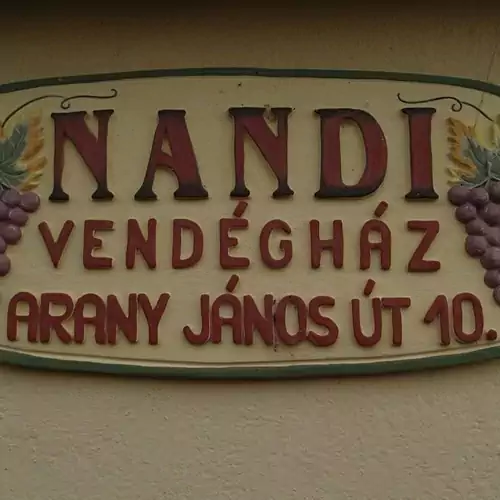 NANDI
VENDÉGHÁZ
ARANY JÁNOS ÚT 10.